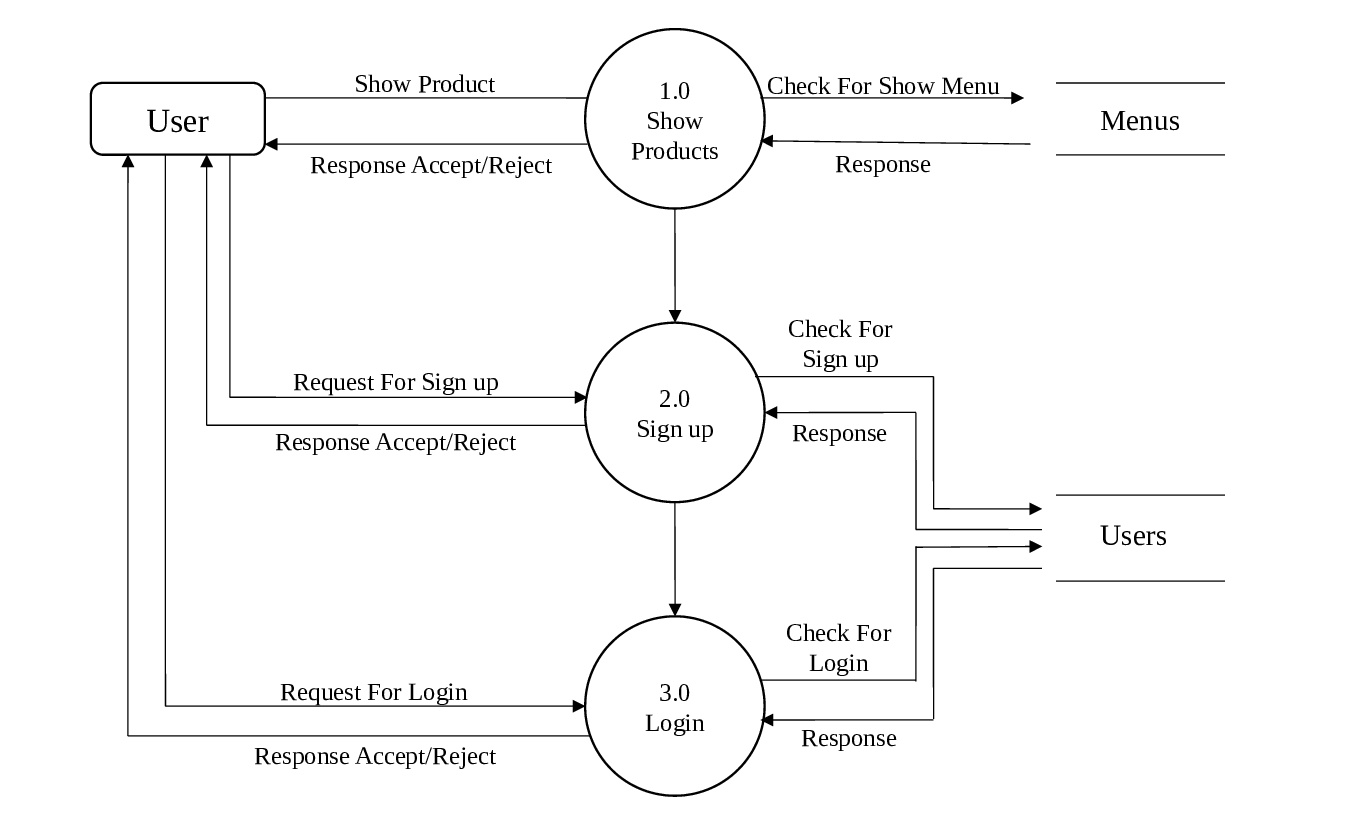 Show Product
User
Response Accept/Reject
1.0
Show
Products
Check For Show Menu
Response
Menus
Request For Sign up
Response Accept/Reject
2.0
Sign up
Check For
Sign up
Response
Users
Request For Login
Response Accept/Reject
3.0
Login
Check For
Login
Response